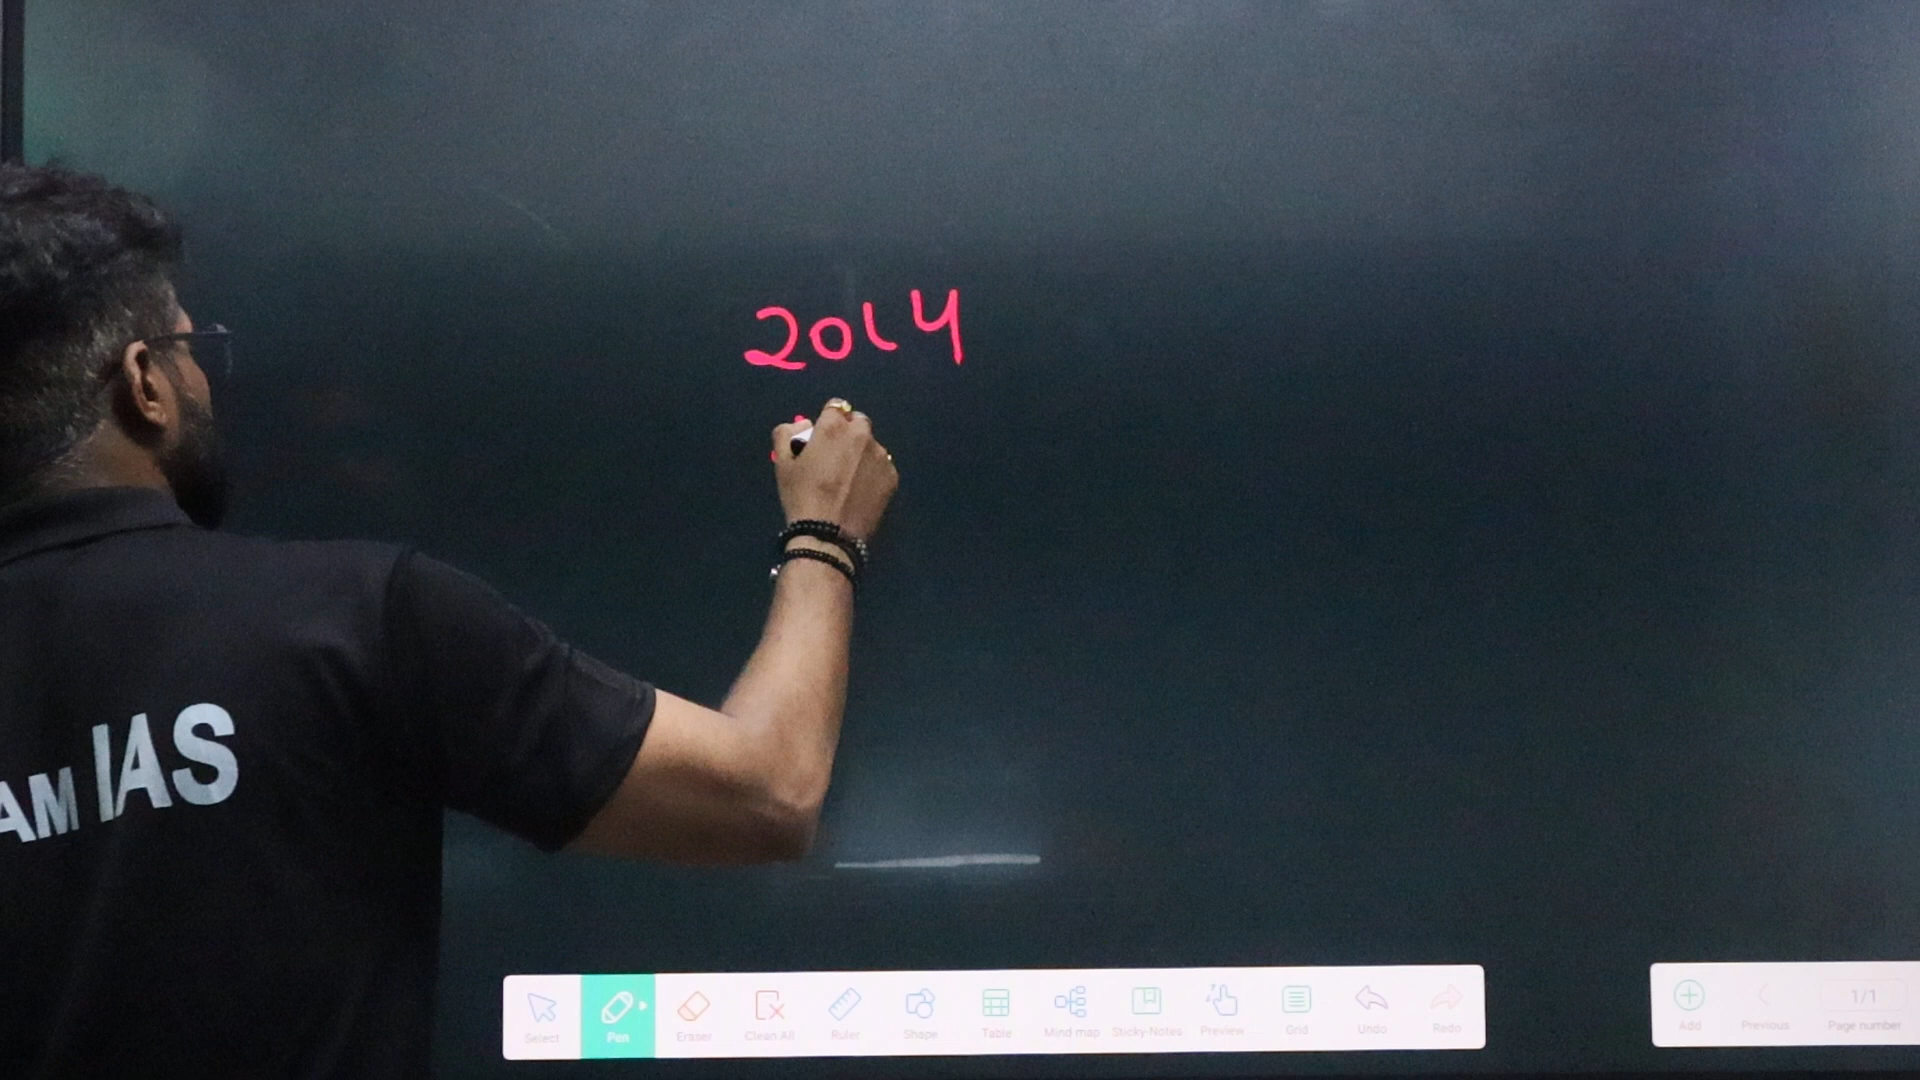 2014
AM IAS
Select
Pen
Eraser
Clean All
Ruler
Shape
Table
Mind map
Sticky-Notes
Preview
Grid
Undo
Redo
Add
Previous
1/1
Page number